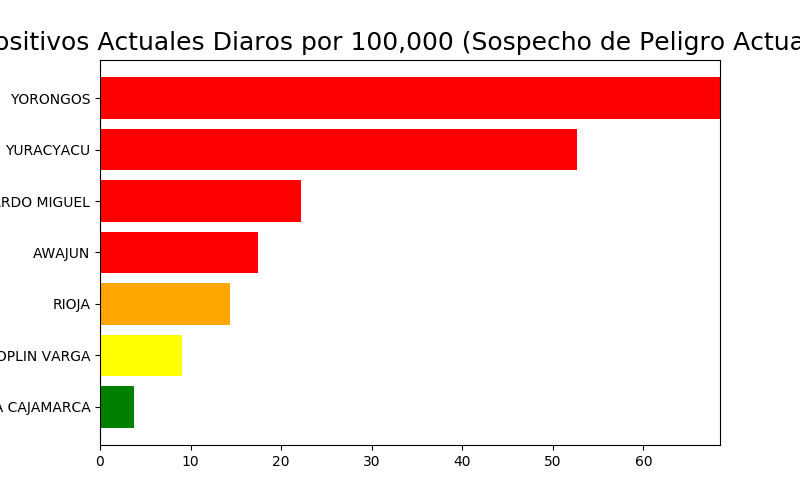 ositivos Actuales Diaros por 100,000 (Sospecho de Peligro Actua
YORONGOS
YURACYACU
RDO MIGUEL
AWAJUN
RIOJA
OPLIN VARGA
A CAJAMARCA
0 10 20 30 40 50 60